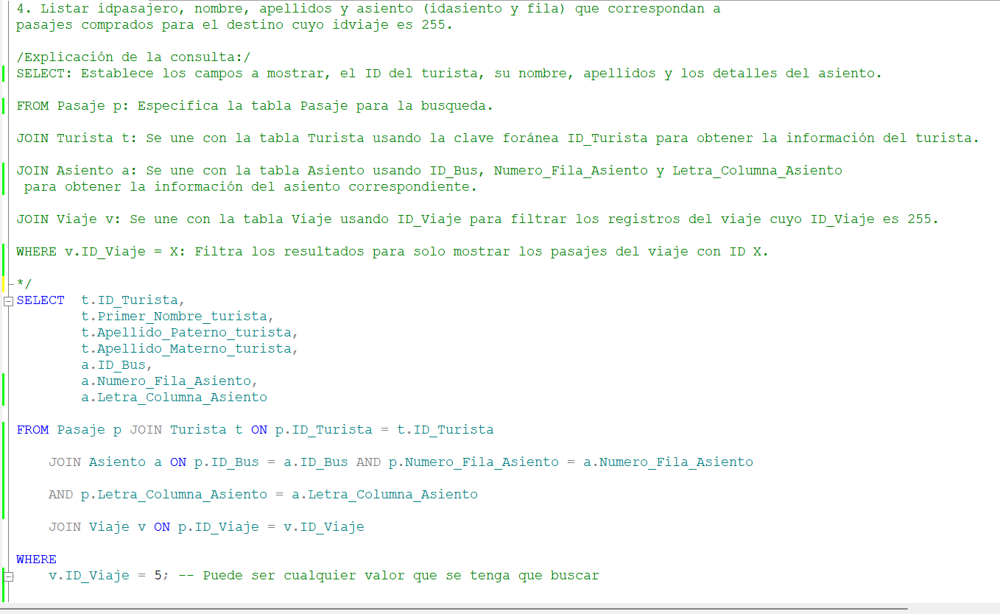 4. Listar idpasajero, nombre, apellidos y asiento (idasiento y fila) que correspondan a
pasajes comprados para el destino cuyo idviaje es 255.
/Explicación de la consulta:/
SELECT: Establece los campos a mostrar, el ID del turista, su nombre, apellidos y los detalles del asiento.
FROM Pasaje p: Especifica la tabla Pasaje para la busqueda.
JOIN Turista t: Se une con la tabla Turista usando la clave foránea ID_Turista para obtener la información del turista.
JOIN Asiento a: Se une con la tabla Asiento usando ID_Bus, Numero_Fila_Asiento y Letra_Columna_Asiento
para obtener la información del asiento correspondiente.
JOIN Viaje v: Se une con la tabla Viaje usando ID_Viaje para filtrar los registros del viaje cuyo ID_Viaje es 255.
WHERE v.ID_Viaje = X: Filtra los resultados para solo mostrar los pasajes del viaje con ID X.
*/
SELECT  t.ID_Turista,
t.Primer_Nombre_turista,
t.Apellido_Paterno_turista,
t.Apellido_Materno_turista,
a.ID_Bus,
a.Numero_Fila_Asiento,
a.Letra_Columna_Asiento
FROM Pasaje p JOIN Turista t ON p.ID_Turista = t.ID_Turista
JOIN Asiento a ON p.ID_Bus = a.ID_Bus AND p.Numero_Fila_Asiento = a.Numero_Fila_Asiento
AND p.Letra_Columna_Asiento = a.Letra_Columna_Asiento
JOIN Viaje v ON p.ID_Viaje = v.ID_Viaje
WHERE
v.ID_Viaje = 5; -- Puede ser cualquier valor que se tenga que buscar